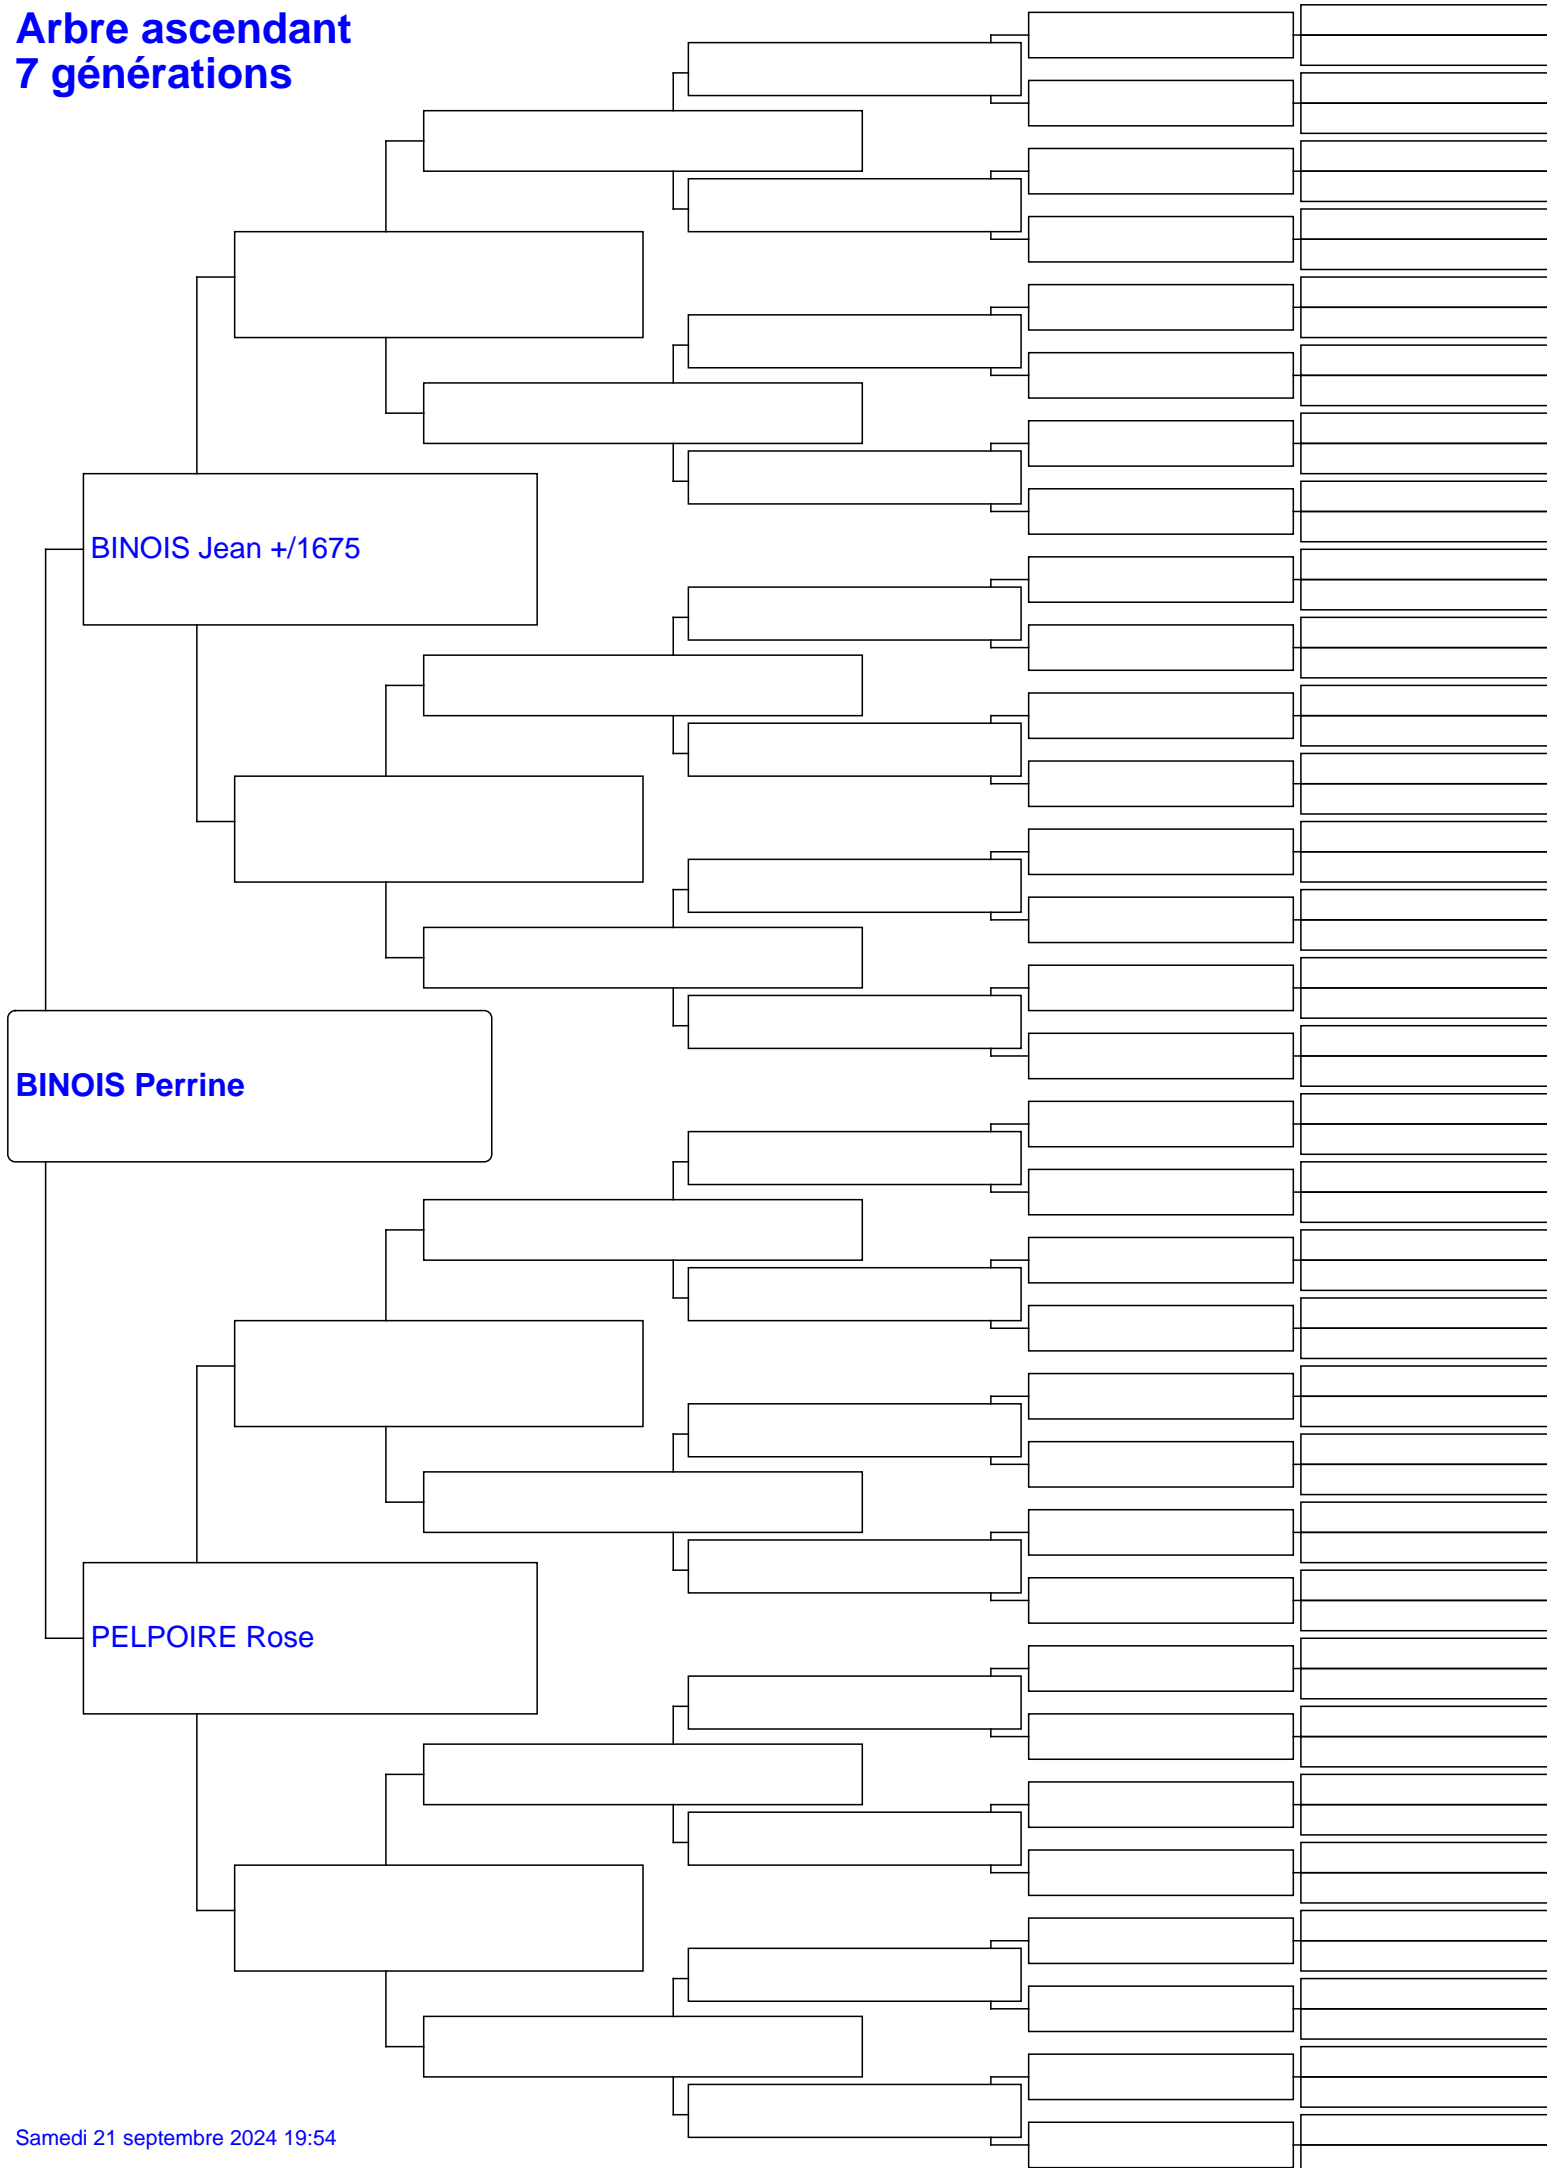 Arbre ascendant
7 générations
BINOIS Jean +/1675
BINOIS Perrine
PELPOIRE Rose
Samedi 21 septembre 2024 19:54